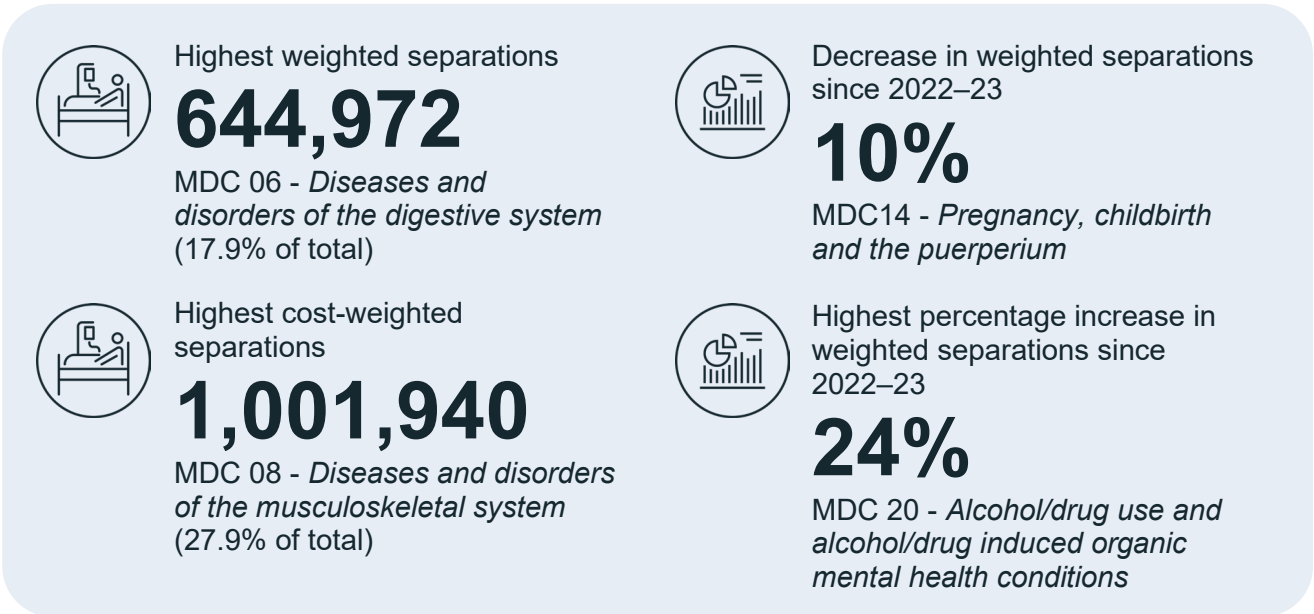 Highest weighted separations
644,972
MDC 06 - Diseases and
disorders of the digestive system
(17.9% of total)
Decrease in weighted separations
since 2022–23
10%
MDC14 - Pregnancy, childbirth
and the puerperium
Highest cost-weighted
separations
1,001,940
MDC 08 - Diseases and disorders
of the musculoskeletal system
(27.9% of total)
Highest percentage increase in
weighted separations since
2022–23
24%
MDC 20 - Alcohol/drug use and
alcohol/drug induced organic
mental health conditions